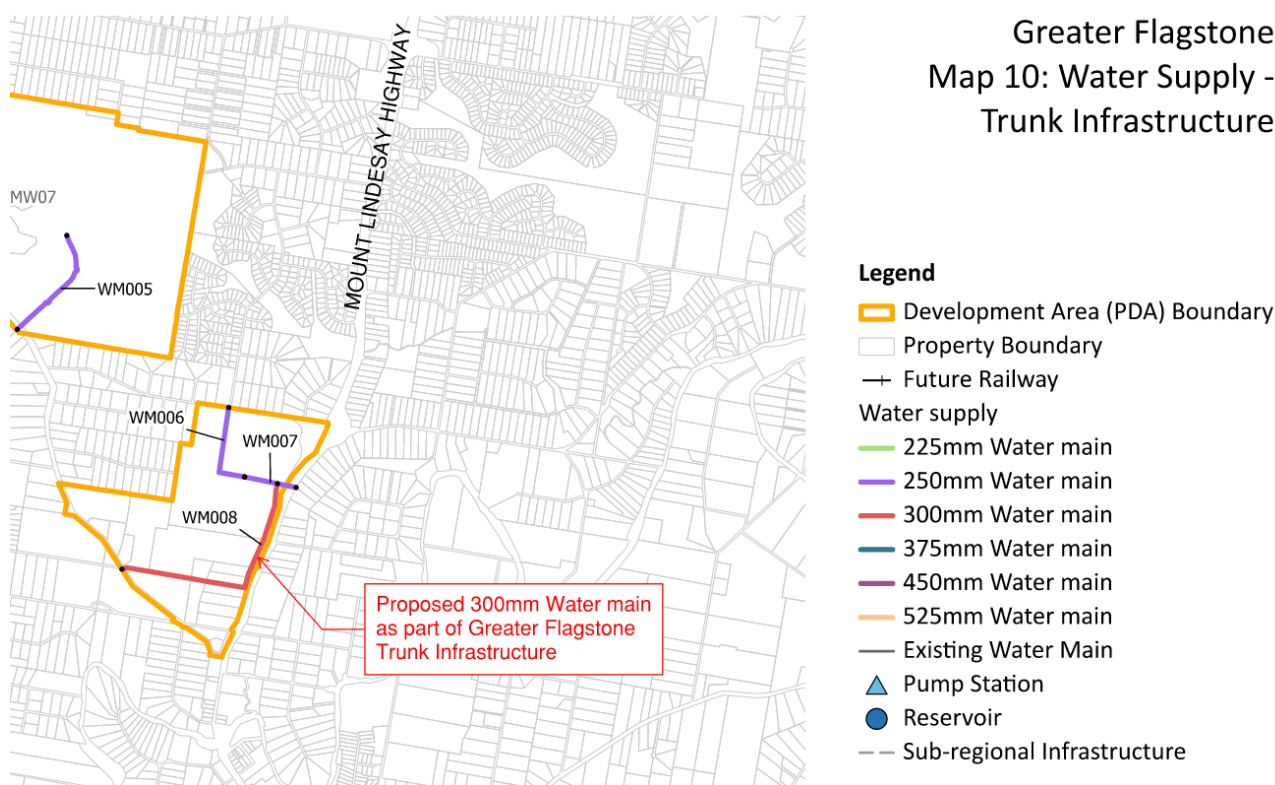 Greater Flagstone
Map 10: Water Supply -
Trunk Infrastructure
MOUNT LINDESAY HIGHWAY
MW07
WM005
WM006
WM007
WM008
Proposed 300mm Water main
as part of Greater Flagstone
Trunk Infrastructure
Legend
Development Area (PDA) Boundary
Property Boundary
Future Railway
Water supply
225mm Water main
250mm Water main
300mm Water main
375mm Water main
450mm Water main
525mm Water main
Existing Water Main
Pump Station
Reservoir
Sub-regional Infrastructure